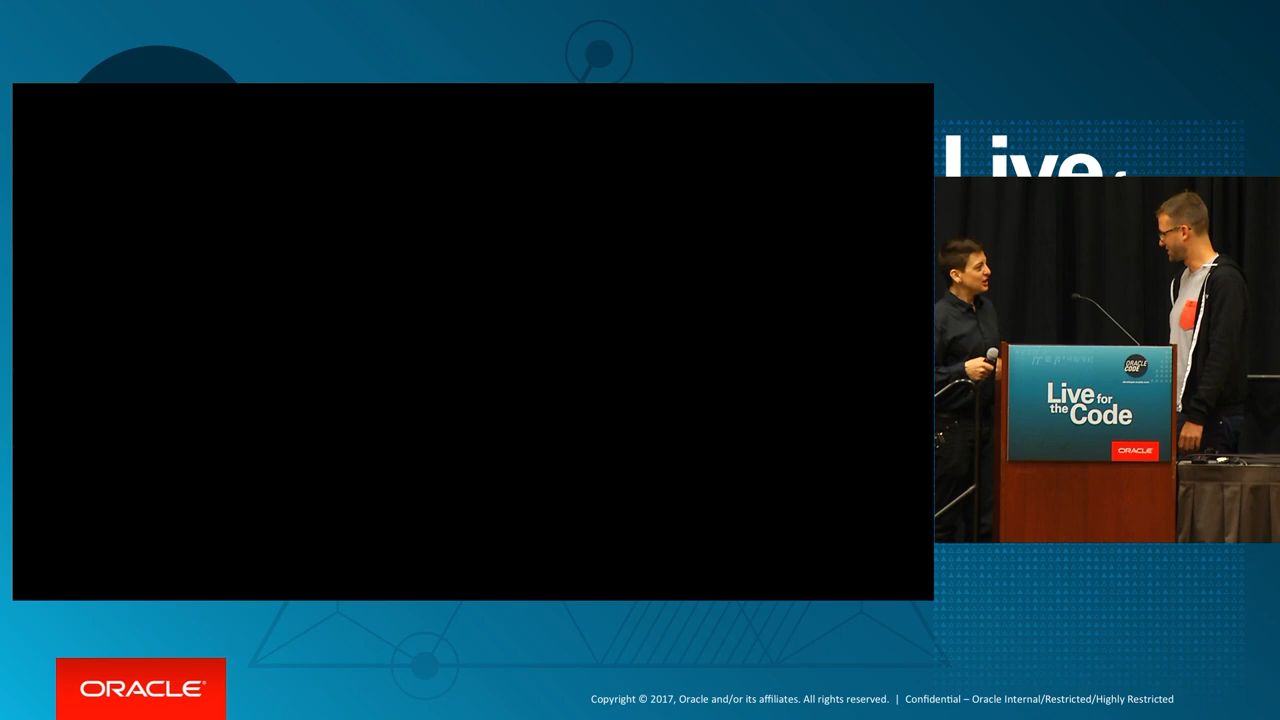 Live
ORACLE
CODE
Live for
the Code
ORACLE
ORACLE
Copyright © 2017, Oracle and/or its affiliates. All rights reserved. | Confidential – Oracle Internal/Restricted/Highly Restricted